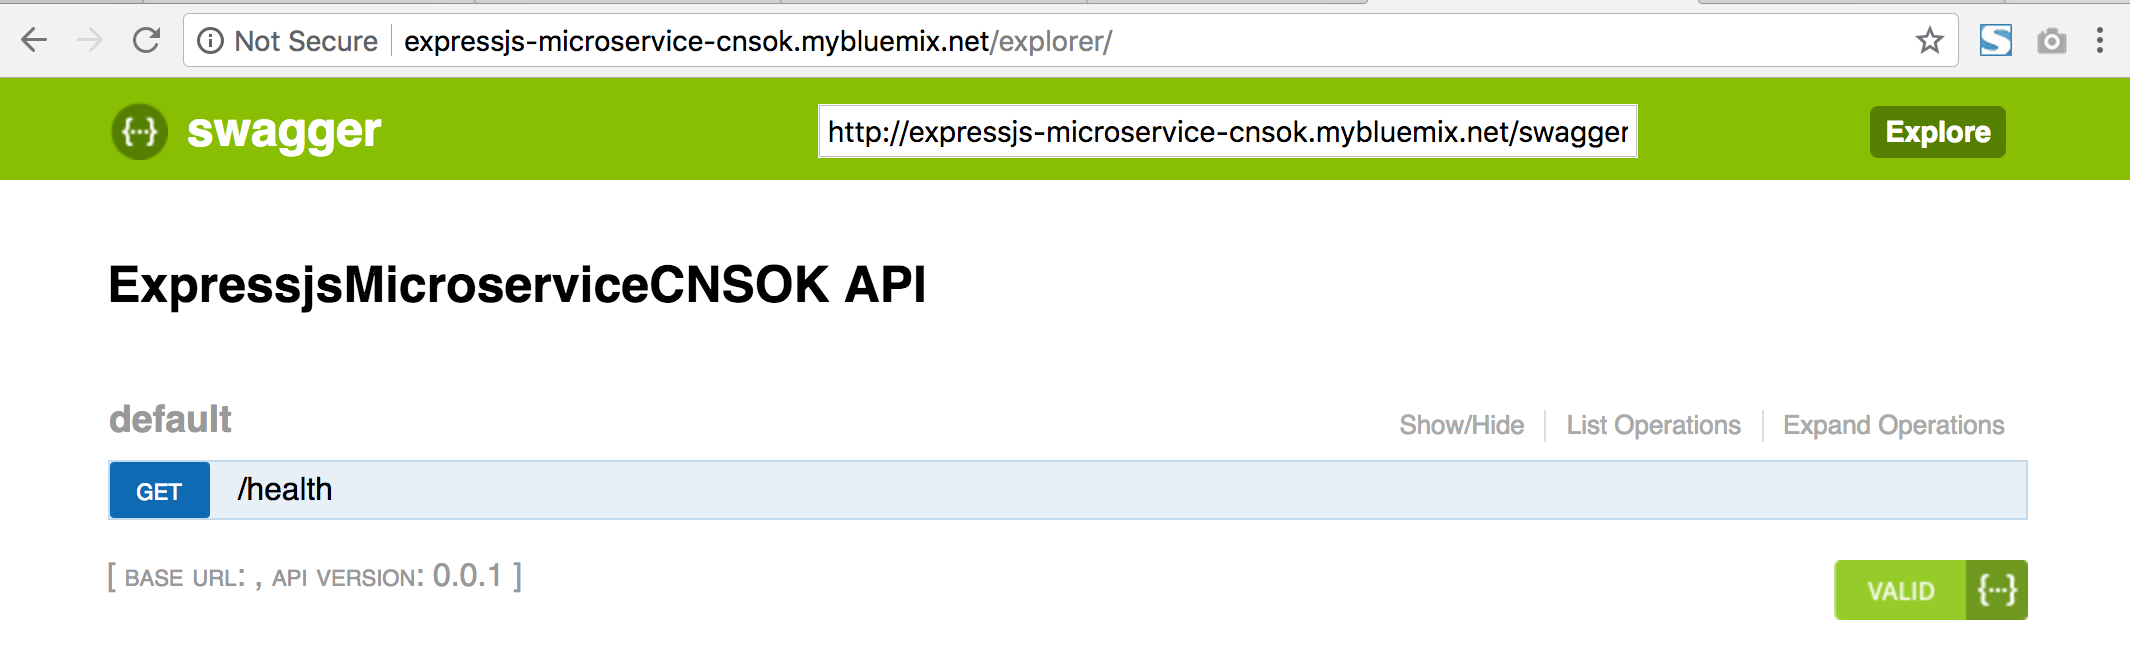 Not Secure expressjs-microservice-cnsok.mybluemix.net/explorer/
{···} swagger http://expressjs-microservice-cnsok.mybluemix.net/swagger Explore
ExpressjsMicroserviceCNSOK API
default Show/Hide List Operations Expand Operations
GET /health
[ BASE URL: , API VERSION: 0.0.1 ]
VALID {···}